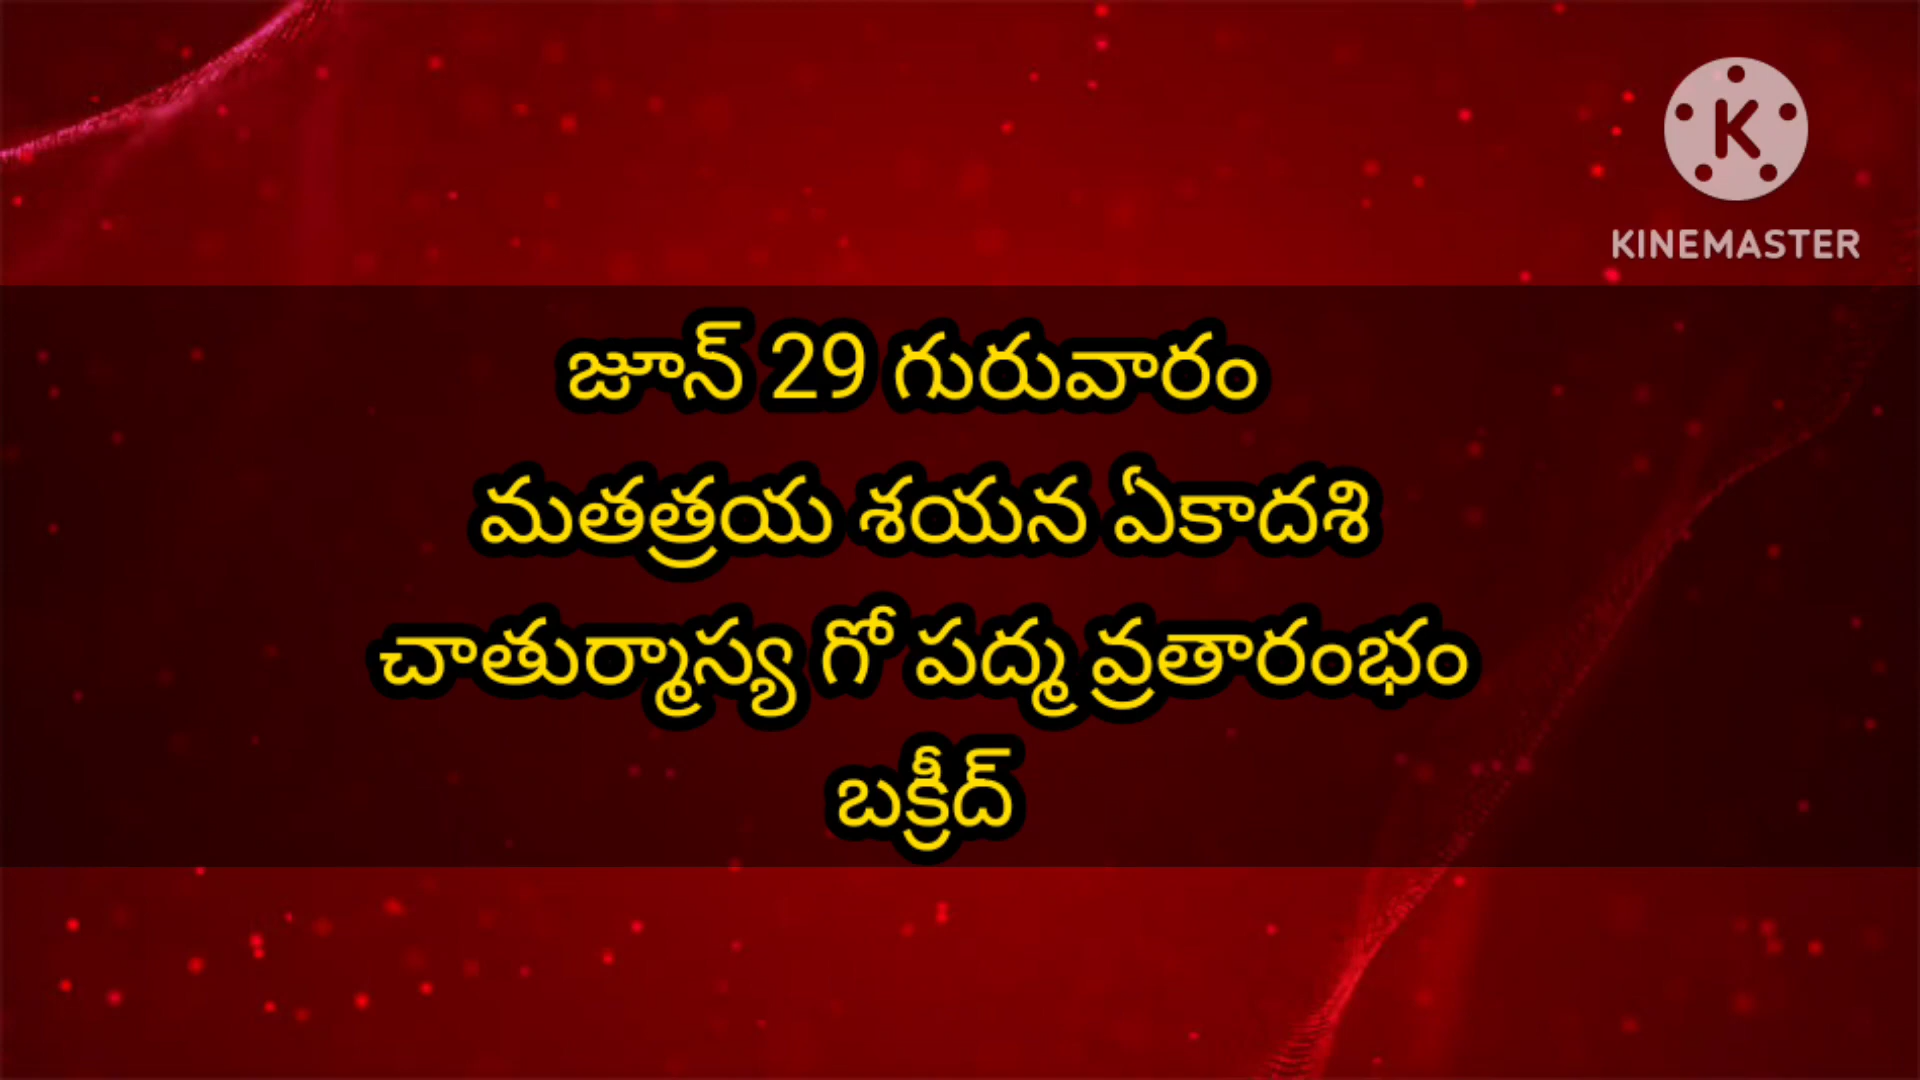 KINEMASTER
జూన్ 29 గురువారం
మతత్రయ శయన ఏకాదశి
చాతుర్మాస్య గో పద్మ వ్రతారంభం
బక్రీద్